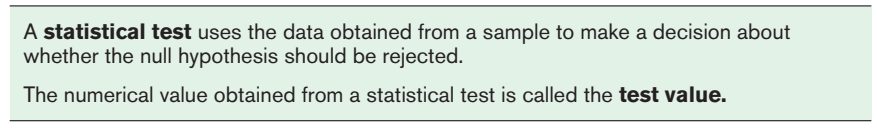 A statistical test uses the data obtained from a sample to make a decision about
whether the null hypothesis should be rejected.
The numerical value obtained from a statistical test is called the test value.